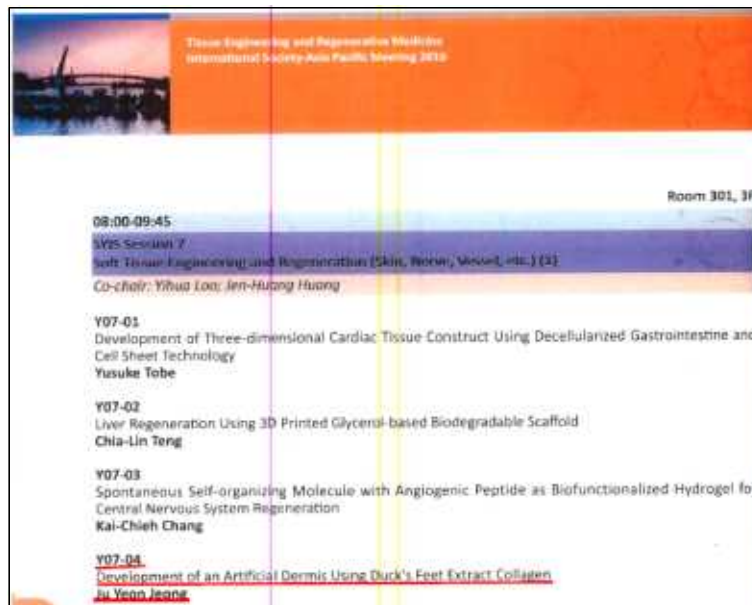 Tissue Engineering and Regenerative Medicine
International Society-Asia Pacific Meeting
Room 301, 3F
08:00-09:45
SYIS Session 7
Soft Tissue Engineering and Regeneration (Skin, Nerve, Vessel, etc.)
Co-chair: Yihua Loo; Jen-Huang Huang
Y07-01
Development of Three-dimensional Cardiac Tissue Construct Using Decellularized Gastrointestine and
Cell Sheet Technology
Yusuke Tobe
Y07-02
Liver Regeneration Using 3D Printed Glycerol-based Biodegradable Scaffold
Chia-Lin Teng
Y07-03
Spontaneous Self-organizing Molecule with Angiogenic Peptide as Biofunctionalized Hydrogel fo
Central Nervous System Regeneration
Kai-Chieh Chang
Y07-04
Development of an Artificial Dermis Using Duck's Feet Extract Collagen
Ju Yeon Jeong